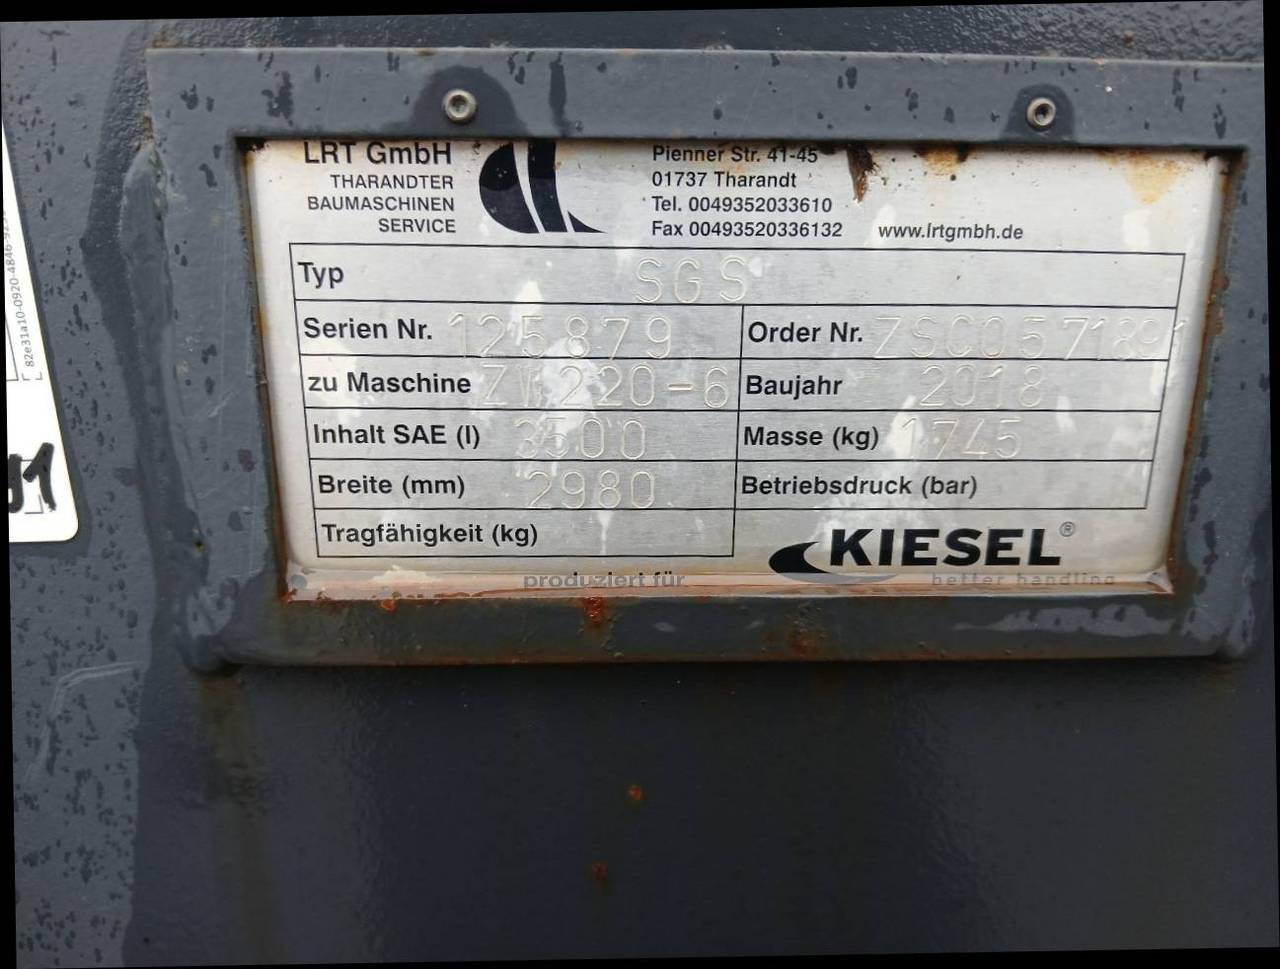 LRT GmbH
THARANDTER
BAUMASCHINEN
SERVICE
Pienner Str. 41-45
01737 Tharandt
Tel. 0049352033610
Fax 00493520336132 www.lrtgmbh.de
Typ SGS
Serien Nr. 125879 Order Nr. ZSC0571891
zu Maschine ZW220-6 Baujahr 2018
Inhalt SAE (l) 3500 Masse (kg) 1745
Breite (mm) 2980 Betriebsdruck (bar)
Tragfähigkeit (kg)
KIESEL®
produziert für better handling